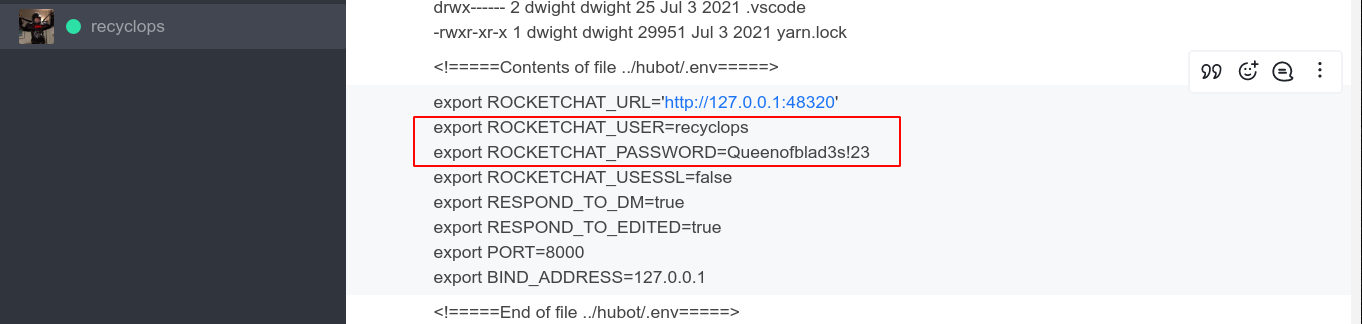 recyclops
drwx------ 2 dwight dwight 25 Jul 3 2021 .vscode
-rwxr-xr-x 1 dwight dwight 29951 Jul 3 2021 yarn.lock
<!=====Contents of file ../hubot/.env=====>
export ROCKETCHAT_URL='http://127.0.0.1:48320'
export ROCKETCHAT_USER=recyclops
export ROCKETCHAT_PASSWORD=Queenofblad3s!23
export ROCKETCHAT_USESSL=false
export RESPOND_TO_DM=true
export RESPOND_TO_EDITED=true
export PORT=8000
export BIND_ADDRESS=127.0.0.1
<!=====End of file ../hubot/.env=====>